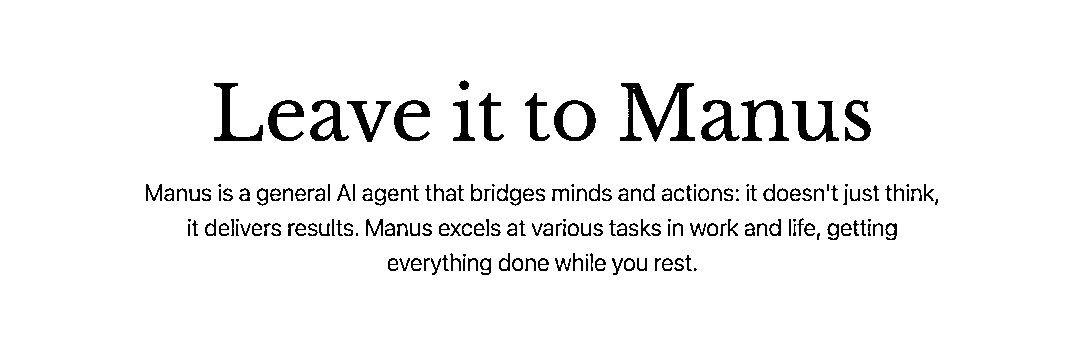 Leave it to Manus
Manus is a general AI agent that bridges minds and actions: it doesn't just think,
it delivers results. Manus excels at various tasks in work and life, getting
everything done while you rest.